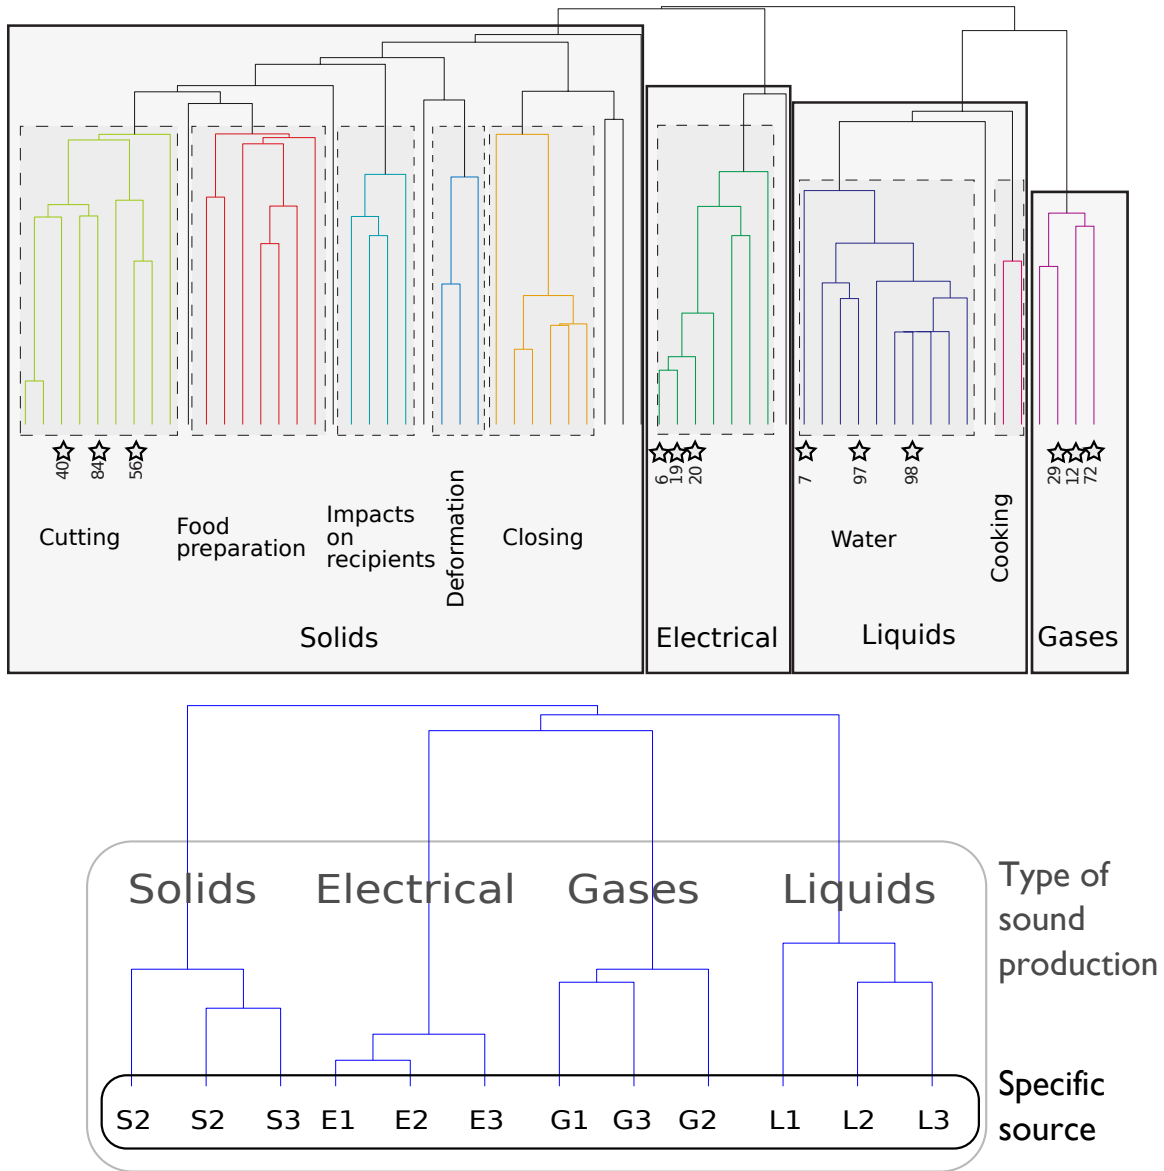 40
84
56
6
19
20
7
97
98
29
12
72
Cutting
Food
preparation
Impacts
on
recipients
Deformation
Closing
Water
Cooking
Solids
Electrical
Liquids
Gases
Solids
Electrical
Gases
Liquids
Type of
sound
production
S2 S2 S3 E1 E2 E3 G1 G3 G2 L1 L2 L3
Specific
source